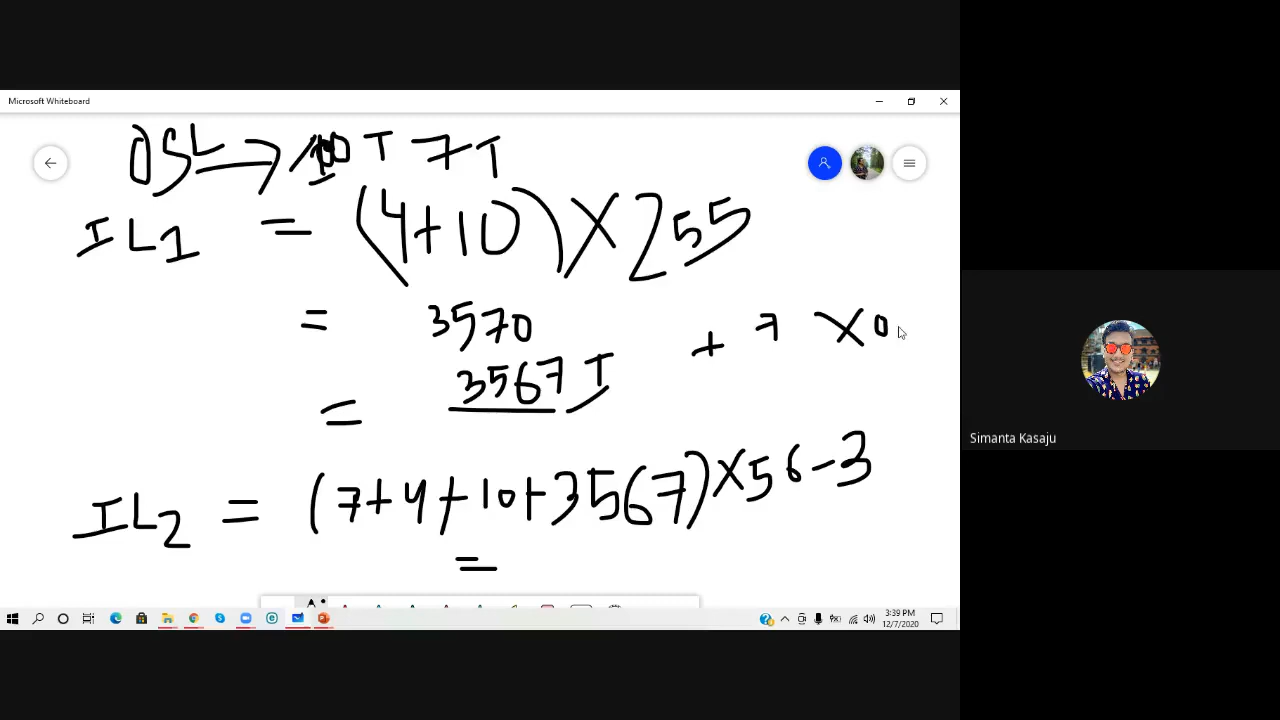 Microsoft Whiteboard
OSL → T 7T
IL1 = (4+10) X 255
= 3570 + 7 X 0
= 3567 T
IL2 = (7+4+10+3567) X 56-3
=
Simanta Kasaju
3:39 PM
12/7/2020